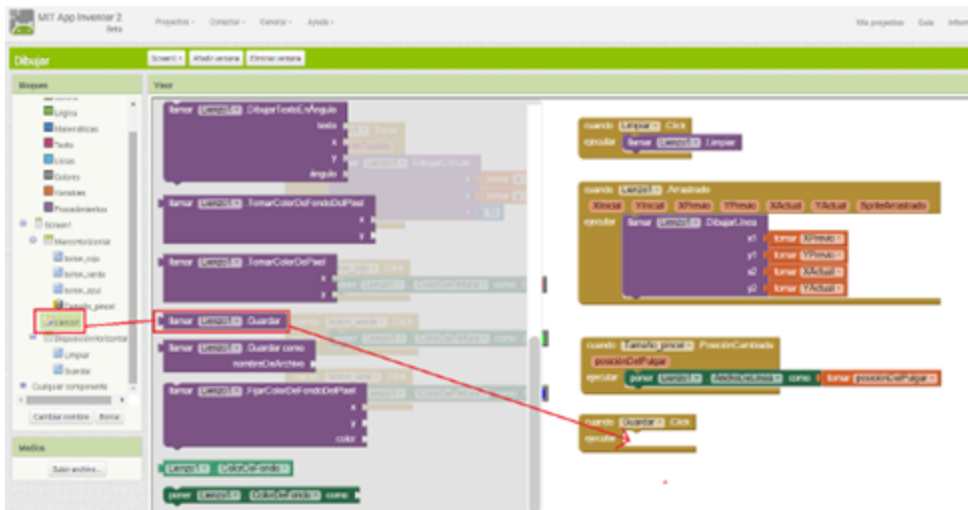 MIT App Inventor 2
Beta
Proyectos
Conectar
Generar
Ayuda
Mis proyectos
Guía
Dibujar
Screen1
Añadir ventana
Eliminar ventana
Bloques
Visor
Lógica
Matemáticas
Texto
Listas
Colores
Variables
Procedimientos
Screen1
boton_rojo
boton_verde
boton_azul
Tamaño_pincel
Lienzo1
DisposiciónHorizontal
Limpiar
Guardar
Cualquier componente
Cambiar nombre
Borrar
Medios
Subir archivo...
llamar Lienzo1 .DibujarTextoEnÁngulo
texto
x
y
ángulo
llamar Lienzo1 .TomarColorDeFondoDelPíxel
x
y
llamar Lienzo1 .TomarColorDePíxel
x
y
llamar Lienzo1 .Guardar
llamar Lienzo1 .Guardar como
nombreDeArchivo
llamar Lienzo1 .FijarColorDeFondoDelPíxel
x
y
color
Lienzo1 . ColorDeFondo
poner Lienzo1 . ColorDeFondo como
cuando Limpiar .Click
ejecutar llamar Lienzo1 .Limpiar
cuando Lienzo1 .Arrastrado
XInicial YInicial XPrevio YPrevio XActual YActual SpriteArrastrado
ejecutar llamar Lienzo1 .DibujarLínea
x1 tomar XPrevio
y1 tomar YPrevio
x2 tomar XActual
y2 tomar YActual
cuando Tamaño_pincel .PosiciónCambiada
posiciónDelPulgar
ejecutar poner Lienzo1 . AnchoDeLínea como tomar posiciónDelPulgar
cuando Guardar .Click
ejecutar